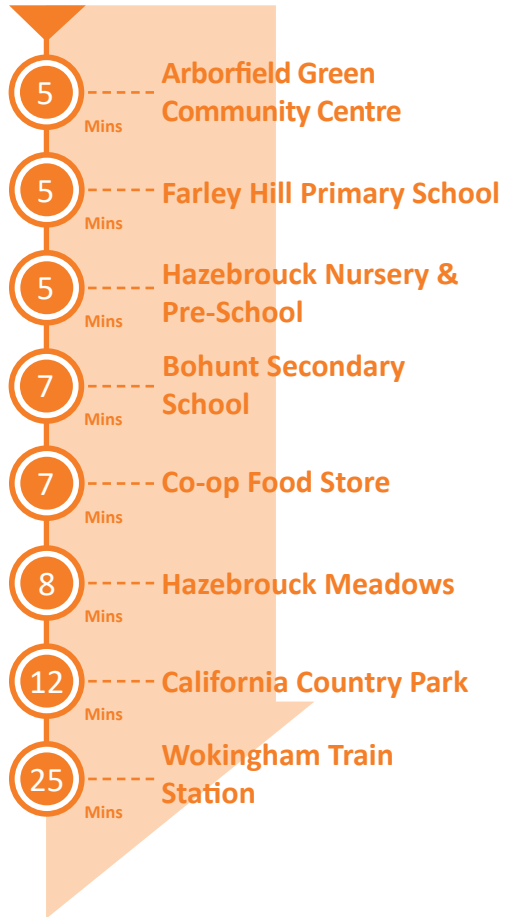 5
Mins
Arborfield Green
Community Centre
5
Mins
Farley Hill Primary School
5
Mins
Hazebrouck Nursery &
Pre-School
7
Mins
Bohunt Secondary
School
7
Mins
Co-op Food Store
8
Mins
Hazebrouck Meadows
12
Mins
California Country Park
25
Mins
Wokingham Train
Station